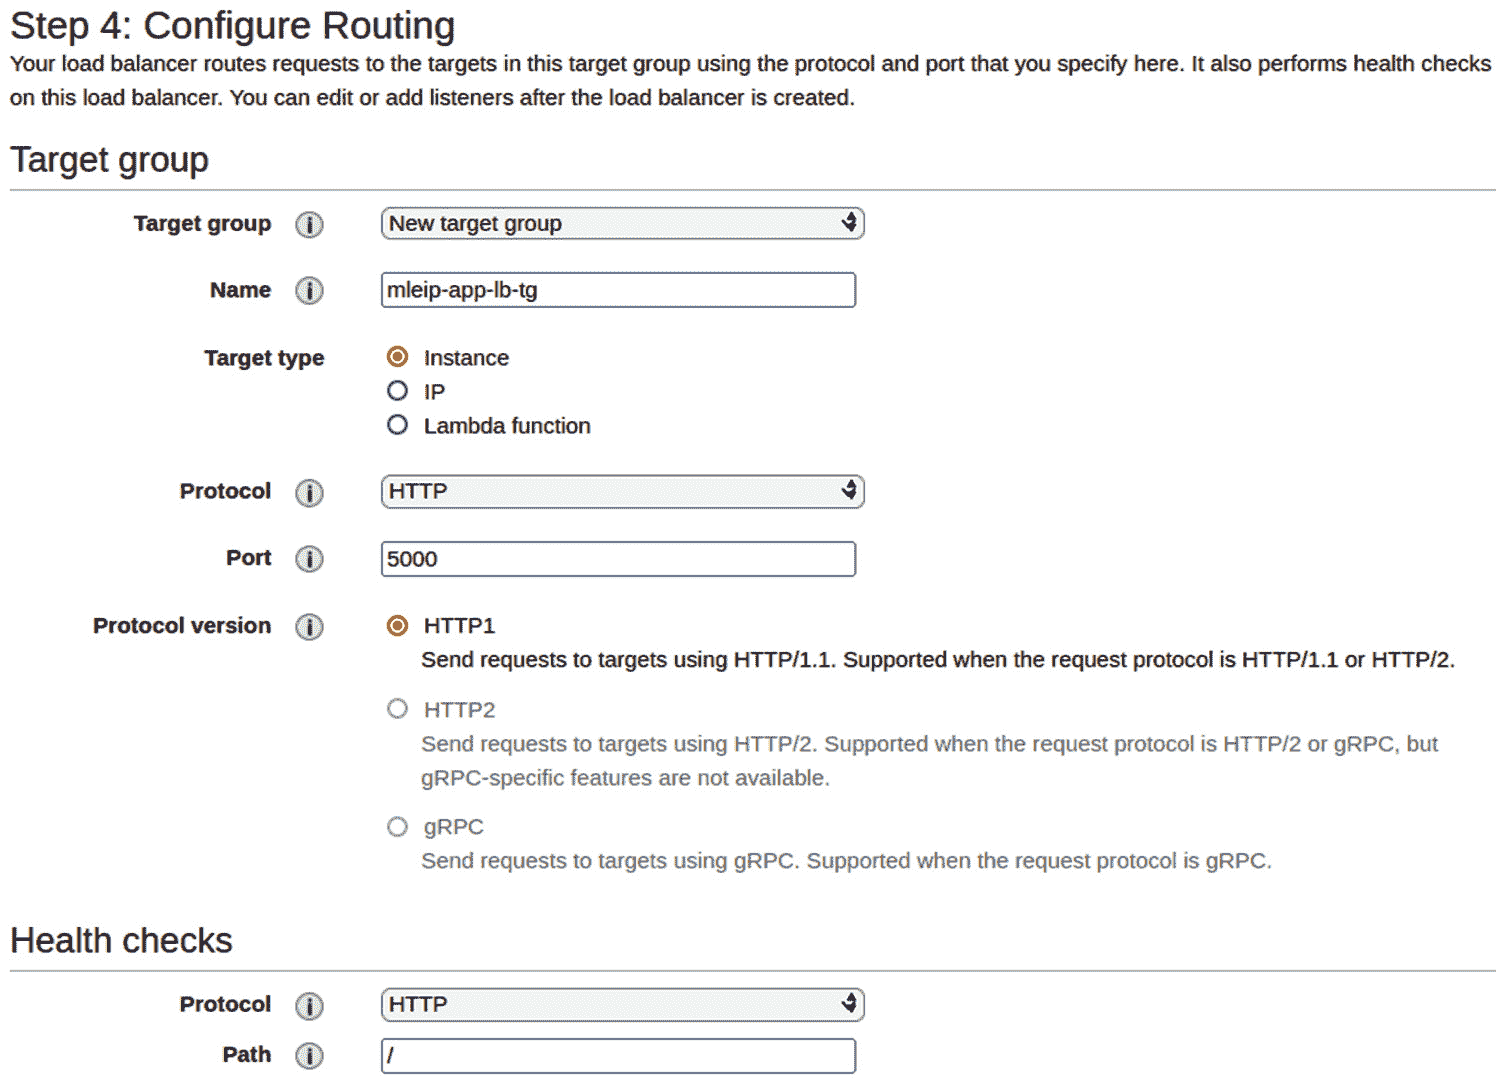 Step 4: Configure Routing
Your load balancer routes requests to the targets in this target group using the protocol and port that you specify here. It also performs health checks
on this load balancer. You can edit or add listeners after the load balancer is created.
Target group
Target group i New target group
Name i mleip-app-lb-tg
Target type Instance
IP
Lambda function
Protocol i HTTP
Port i 5000
Protocol version i HTTP1
Send requests to targets using HTTP/1.1. Supported when the request protocol is HTTP/1.1 or HTTP/2.
HTTP2
Send requests to targets using HTTP/2. Supported when the request protocol is HTTP/2 or gRPC, but
gRPC-specific features are not available.
gRPC
Send requests to targets using gRPC. Supported when the request protocol is gRPC.
Health checks
Protocol i HTTP
Path i /